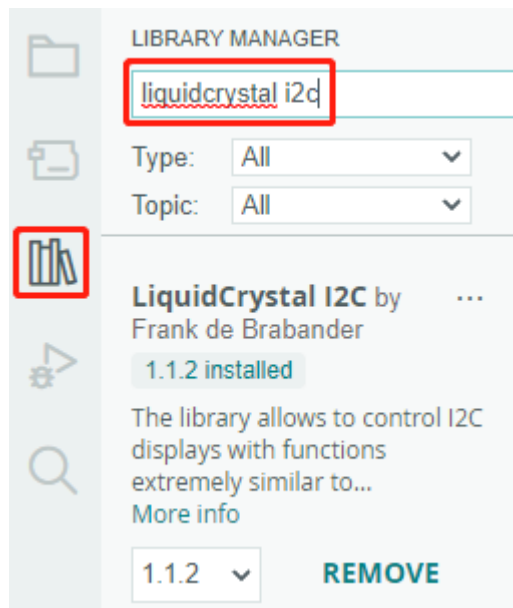 LIBRARY MANAGER
liquidcrystal i2c
Type: All
Topic: All
LiquidCrystal I2C by ...
Frank de Brabander
1.1.2 installed
The library allows to control I2C
displays with functions
extremely similar to...
More info
1.1.2 REMOVE